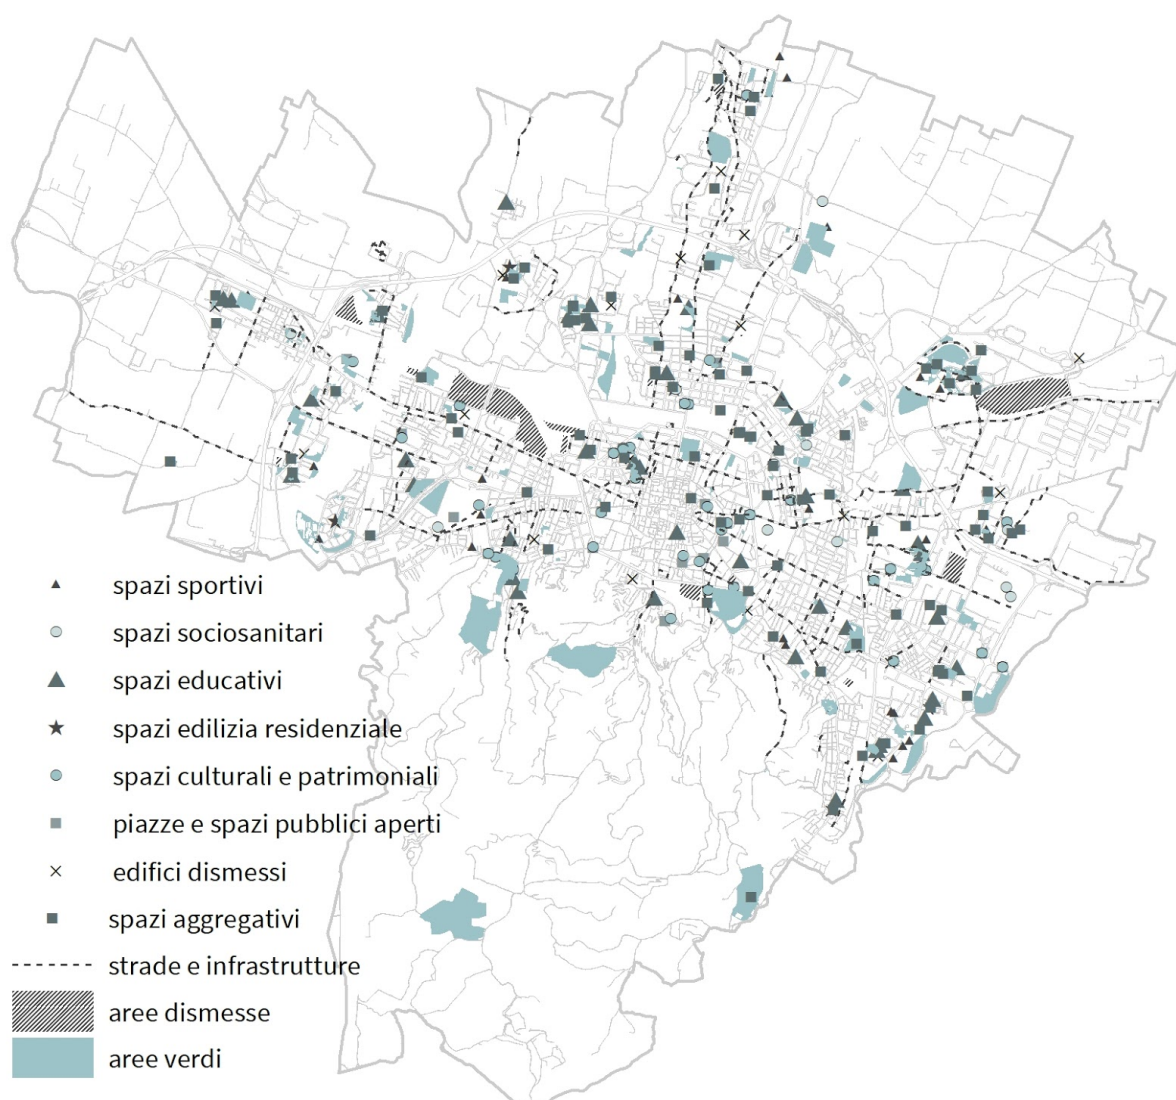 spazi sportivi
spazi sociosanitari
spazi educativi
spazi edilizia residenziale
spazi culturali e patrimoniali
piazze e spazi pubblici aperti
edifici dismessi
spazi aggregativi
strade e infrastrutture
aree dismesse
aree verdi